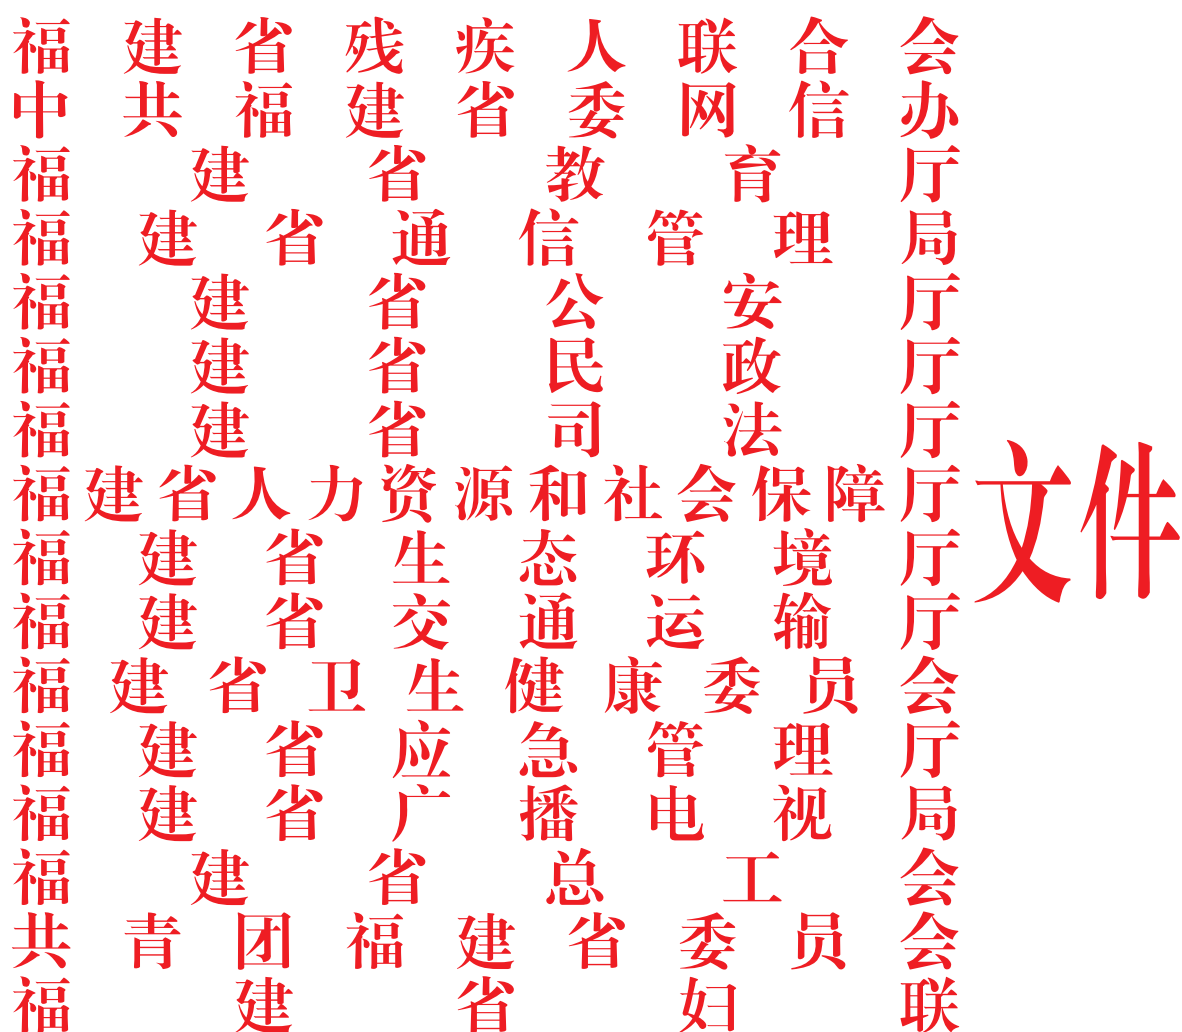 福建省残疾人联合会
中共福建省委网信办
福建省教育厅
福建省通信管理局
福建省公安厅
福建省民政厅
福建省司法厅
福建省人力资源和社会保障厅
福建省生态环境厅
福建省交通运输厅
福建省卫生健康委员会
福建省应急管理厅
福建省广播电视局
福建省总工会
共青团福建省委员会
福建省妇联
文件